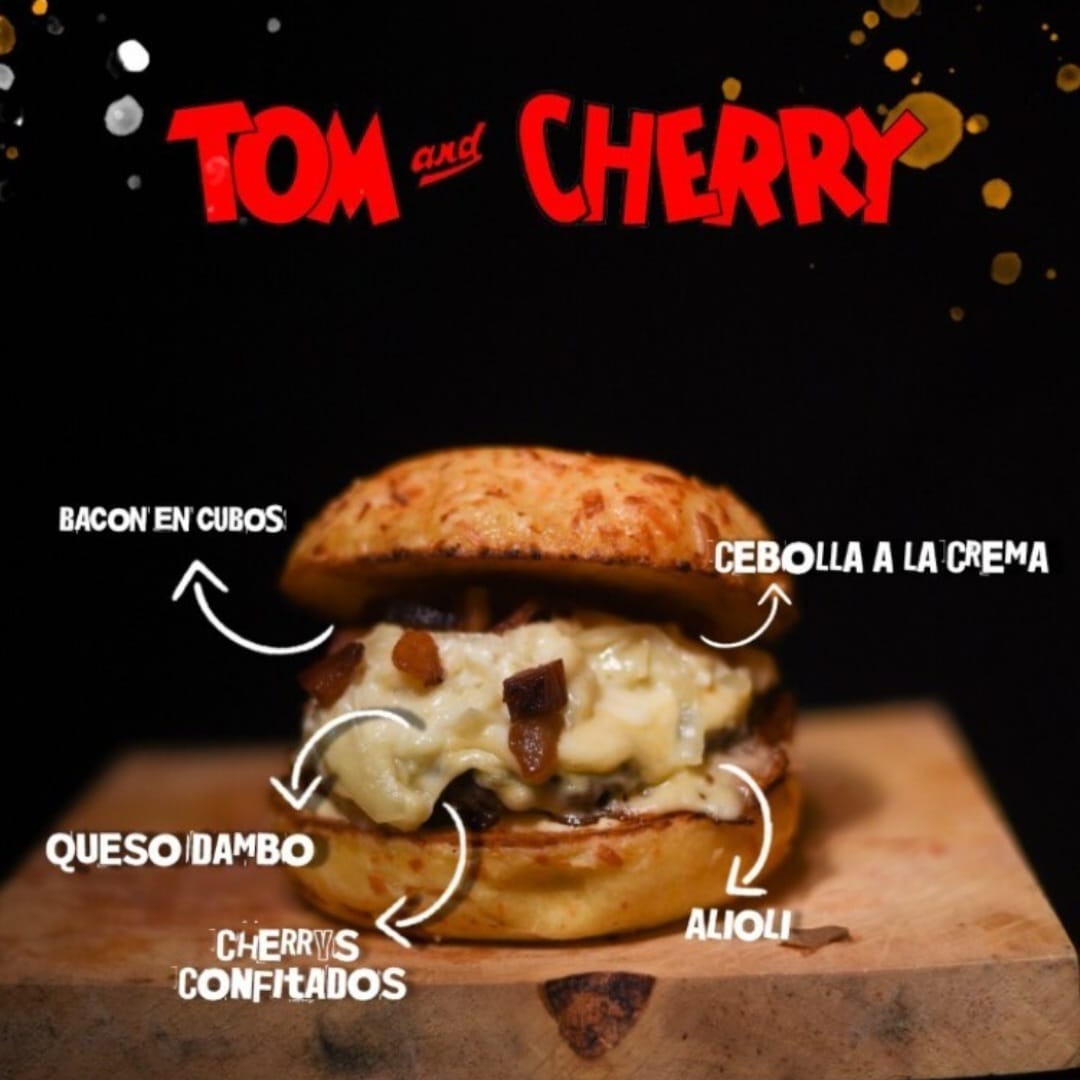 TOM and CHERRY
BACON EN CUBOS
CEBOLLA A LA CREMA
QUESO DAMBO
ALIOLI
CHERRYS
CONFITADOS